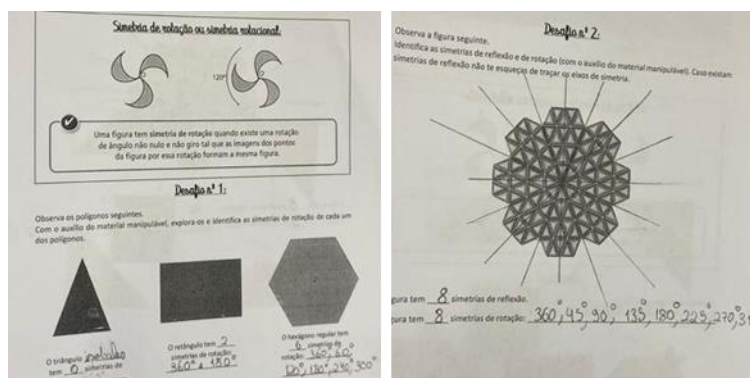 Simetria de rotação ou simetria rotacional:
120°
Uma figura tem simetria de rotação quando existe uma rotação
de ângulo não nulo e não giro tal que as imagens dos pontos
da figura por essa rotação formam a mesma figura.
Desafio nº 1:
Observa os polígonos seguintes.
Com o auxílio do material manipulável, explora-os e identifica as simetrias de rotação de cada um
dos polígonos.
O triângulo isósceles
tem 0 simetrias de
O retângulo tem 2
simetrias de rotação:
360° e 180°
O hexágono regular tem
6 simetrias de
rotação: 360°, 60°,
120°, 180°, 240°, 300°
Desafio nº 2:
Observa a figura seguinte.
Identifica as simetrias de reflexão e de rotação (com o auxílio do material manipulável). Caso existam
simetrias de reflexão não te esqueças de traçar os eixos de simetria.
gura tem 8 simetrias de reflexão.
gura tem 8 simetrias de rotação: 360°, 45°, 90°, 135°, 180°, 225°, 270°, 31